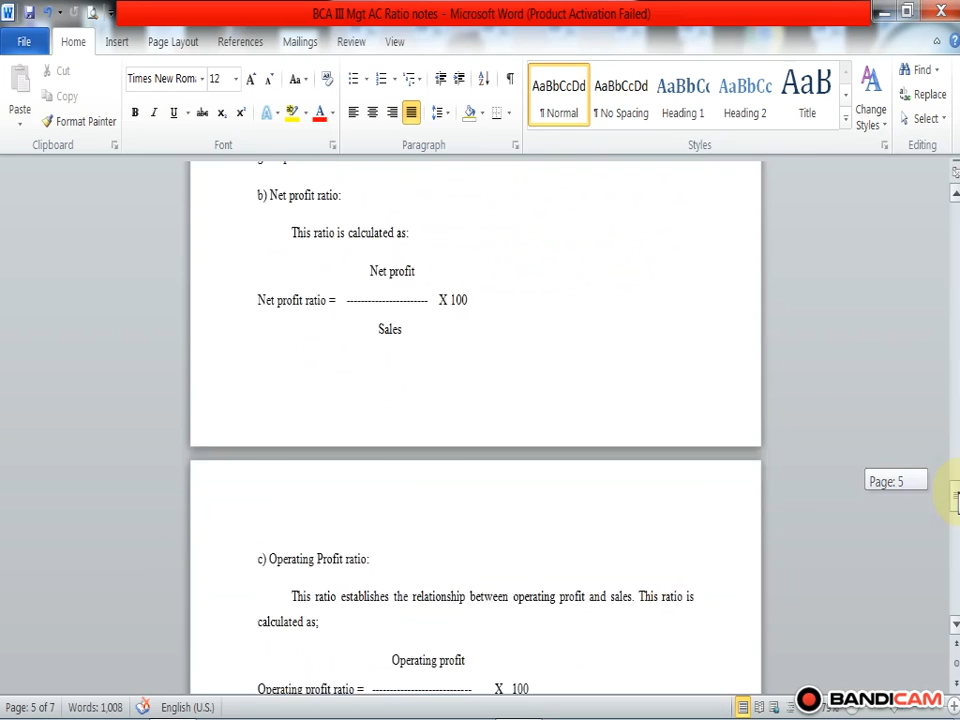 BCA III Mgt AC Ratio notes - Microsoft Word (Product Activation Failed)
File Home Insert Page Layout References Mailings Review View
Paste
Cut
Copy
Format Painter
Clipboard
Times New Rom 12
Font
Paragraph
AaBbCcDd AaBbCcDd AaBbC AaBbCc AaB
¶ Normal ¶ No Spacing Heading 1 Heading 2 Title
Styles
Change Styles
Find
Replace
Select
Editing
b) Net profit ratio:
This ratio is calculated as:
Net profit
Net profit ratio = ----------------------- X 100
Sales
Page: 5
c) Operating Profit ratio:
This ratio establishes the relationship between operating profit and sales. This ratio is
calculated as;
Operating profit
Operating profit ratio = ---------------------------- X 100
Page: 5 of 7 Words: 1,008 English (U.S.)
BANDICAM